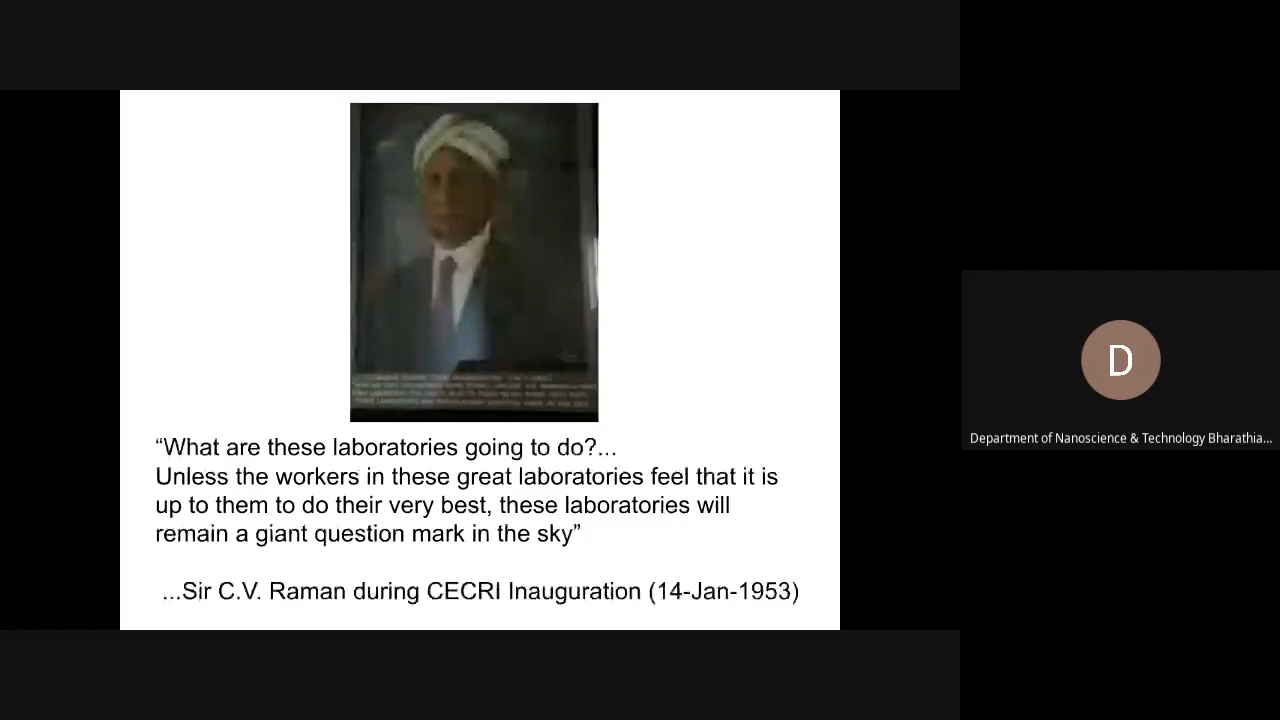 “What are these laboratories going to do?...
Unless the workers in these great laboratories feel that it is
up to them to do their very best, these laboratories will
remain a giant question mark in the sky”
...Sir C.V. Raman during CECRI Inauguration (14-Jan-1953)
D
Department of Nanoscience & Technology Bharathia...